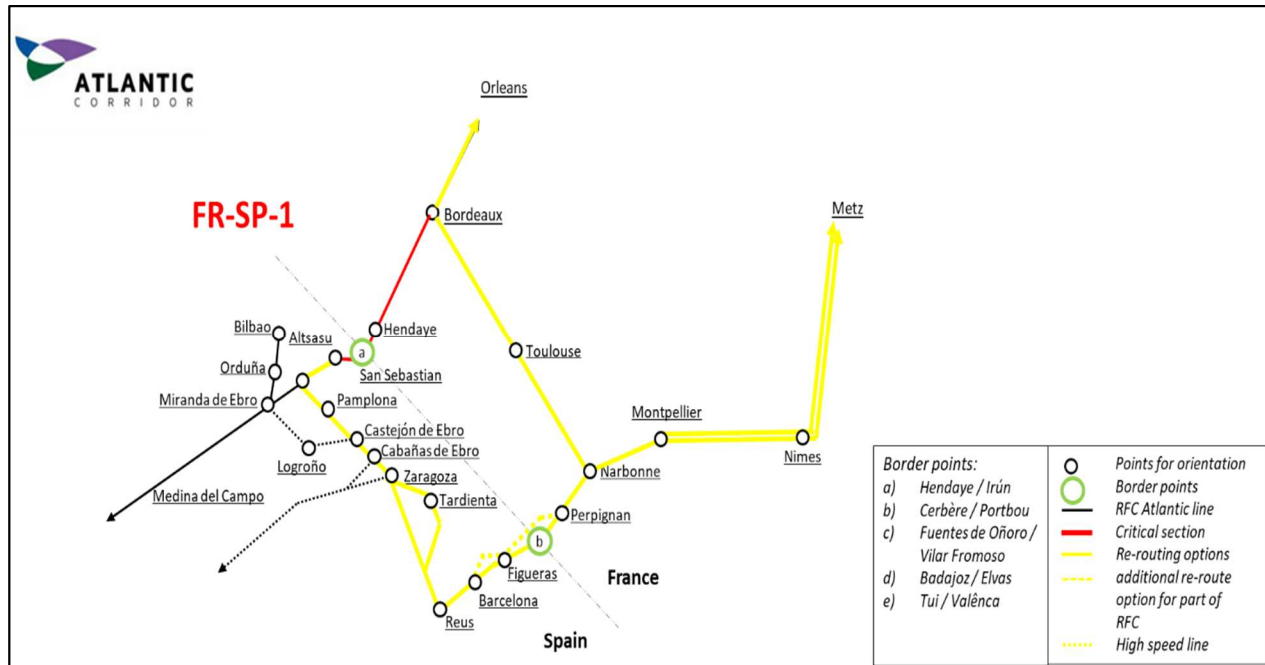 ATLANTIC
CORRIDOR
Orleans
FR-SP-1
Metz
Bordeaux
Hendaye
Bilbao
Altsasu
a
Toulouse
Orduña
San Sebastian
Miranda de Ebro
Pamplona
Montpellier
Castejón de Ebro
Cabañas de Ebro
Nimes
Logroño
Zaragoza
Narbonne
Medina del Campo
Tardienta
Perpignan
b
Figueras
France
Barcelona
Reus
Spain
Border points:
a) Hendaye / Irún
b) Cerbère / Portbou
c) Fuentes de Oñoro /
Vilar Fromoso
d) Badajoz / Elvas
e) Tui / Valênca
Points for orientation
Border points
RFC Atlantic line
Critical section
Re-routing options
additional re-route
option for part of
RFC
High speed line